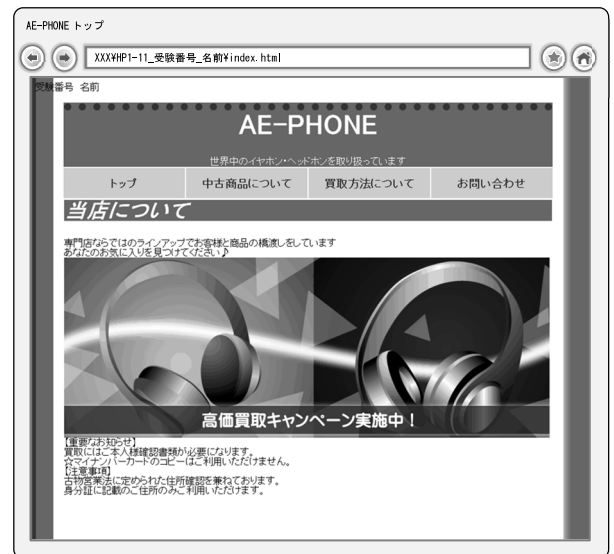 AE-PHONE トップ
XXX¥HP1-11_受験番号_名前¥index.html
受験番号 名前
AE-PHONE
世界中のイヤホン・ヘッドホンを取り扱っています
トップ 中古商品について 買取方法について お問い合わせ
当店について
専門店ならではのラインアップでお客様と商品の橋渡しをしています
あなたのお気に入りを見つけてください♪
高価買取キャンペーン実施中！
【重要なお知らせ】
買取にはご本人様確認書類が必要になります。
☆マイナンバーカードのコピーはご利用いただけません。
【注意事項】
古物営業法に定められた住所確認を兼ねております。
身分証に記載のご住所のみご利用いただけます。